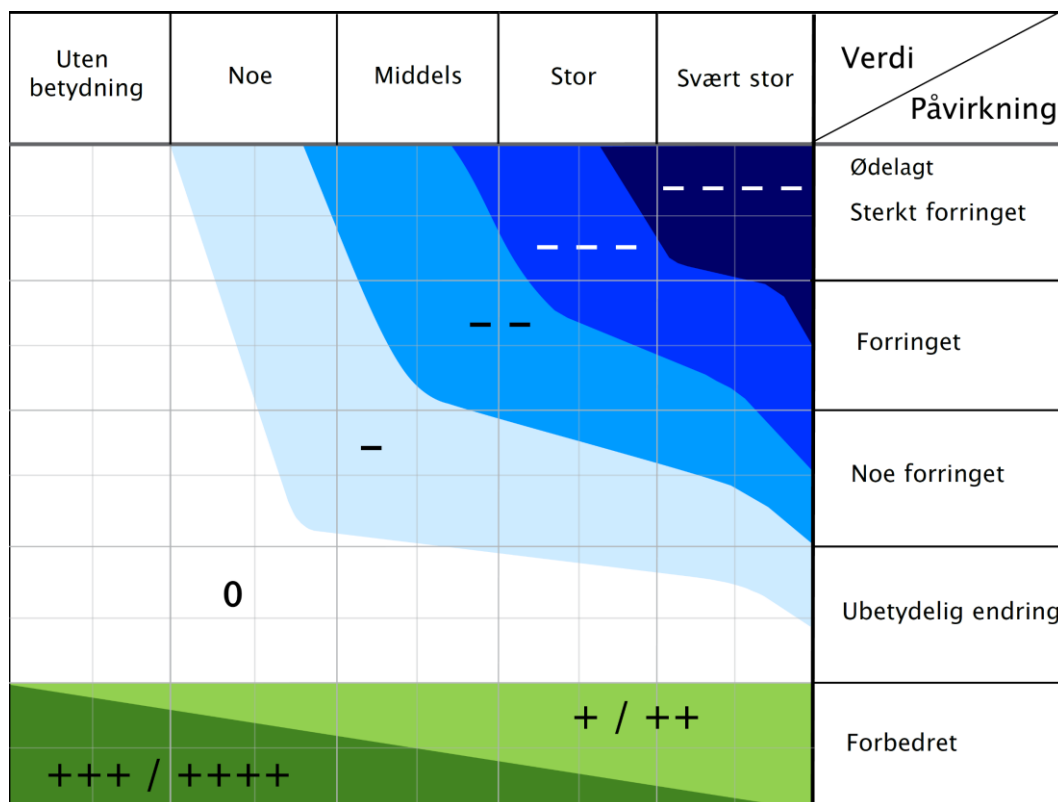 Uten
betydning
Noe
Middels
Stor
Svært stor
Verdi
Påvirkning
Ødelagt
Sterkt forringet
– – – –
– – –
Forringet
– –
Noe forringet
–
Ubetydelig endring
0
Forbedret
+ / ++
+++ / ++++